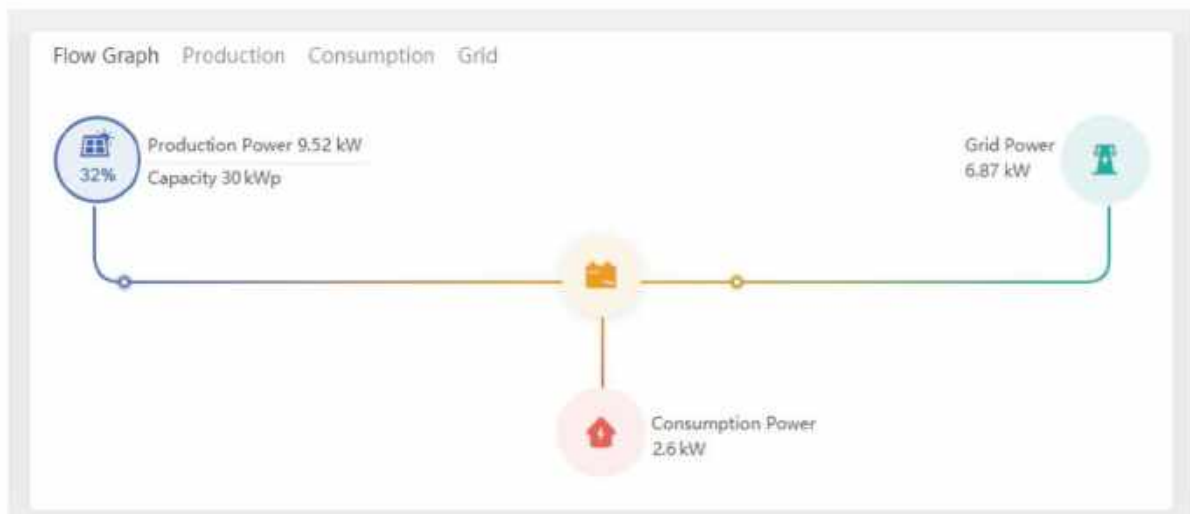 Flow Graph Production Consumption Grid
32%
Production Power 9.52 kW
Capacity 30 kWp
Grid Power
6.87 kW
Consumption Power
2.6 kW